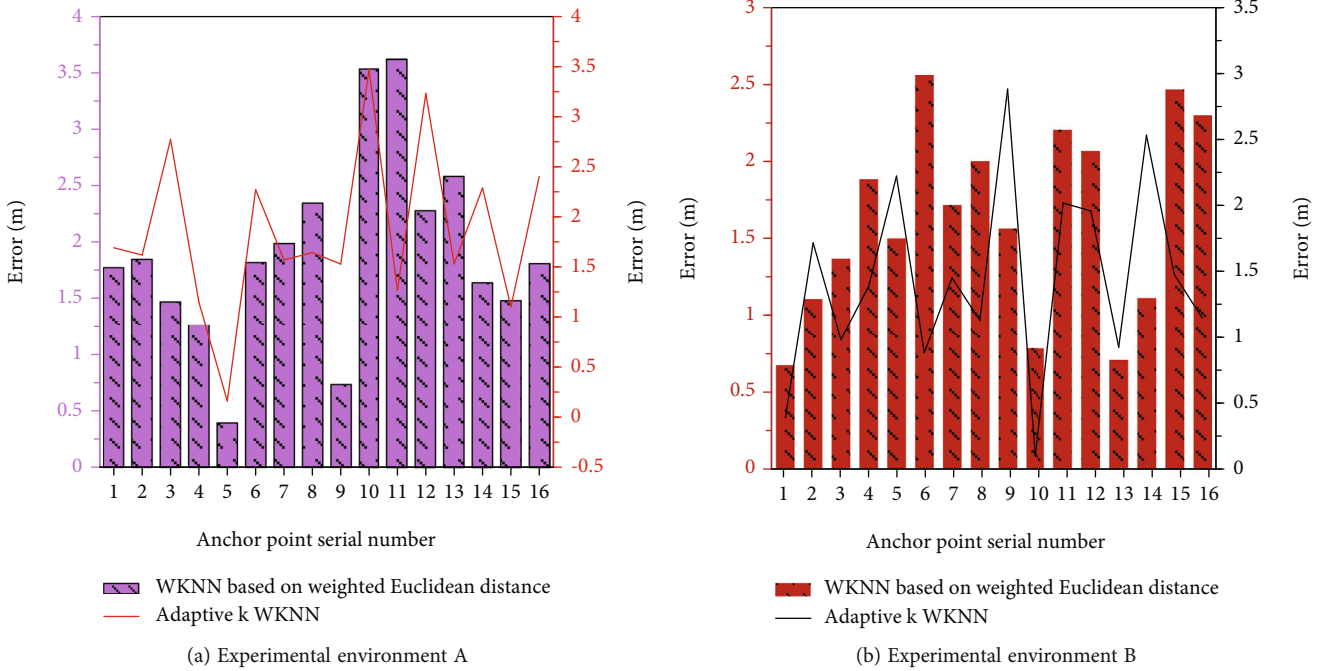 4
3.5
3
2.5
2
1.5
1
0.5
0
Error (m)
4
3.5
3
2.5
2
1.5
1
0.5
0
-0.5
Error (m)
1 2 3 4 5 6 7 8 9 10 11 12 13 14 15 16
Anchor point serial number
WKNN based on weighted Euclidean distance
Adaptive k WKNN
(a) Experimental environment A
3
2.5
2
1.5
1
0.5
0
Error (m)
3.5
3
2.5
2
1.5
1
0.5
0
Error (m)
1 2 3 4 5 6 7 8 9 10 11 12 13 14 15 16
Anchor point serial number
WKNN based on weighted Euclidean distance
Adaptive k WKNN
(b) Experimental environment B